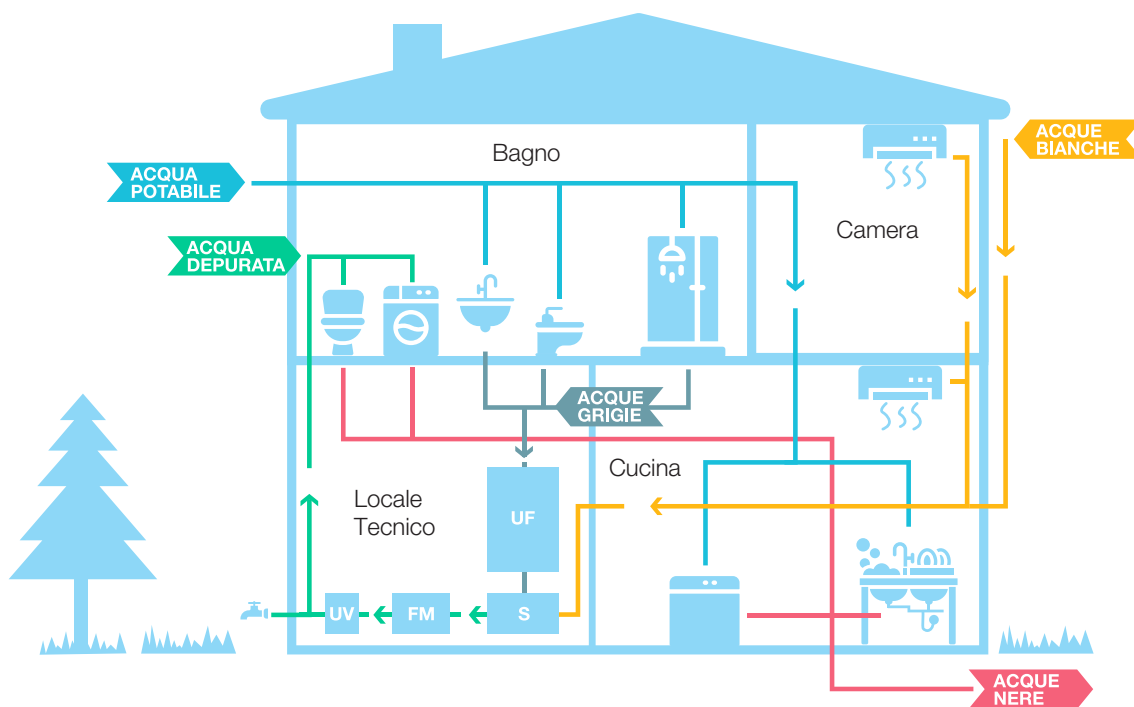 Bagno
ACQUE
BIANCHE
ACQUA
POTABILE
Camera
ACQUA
DEPURATA
ACQUE
GRIGIE
Cucina
Locale
Tecnico
UF
UV
FM
S
ACQUE
NERE